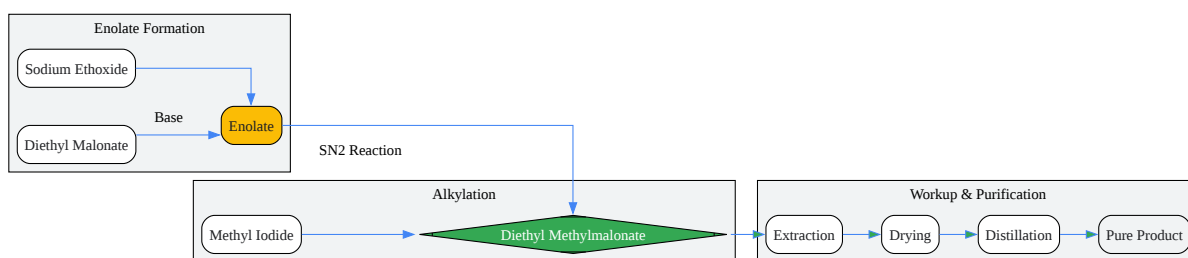 Enolate Formation
Sodium Ethoxide
Base
Diethyl Malonate
Enolate
SN2 Reaction
Alkylation
Methyl Iodide
Diethyl Methylmalonate
Workup & Purification
Extraction
Drying
Distillation
Pure Product